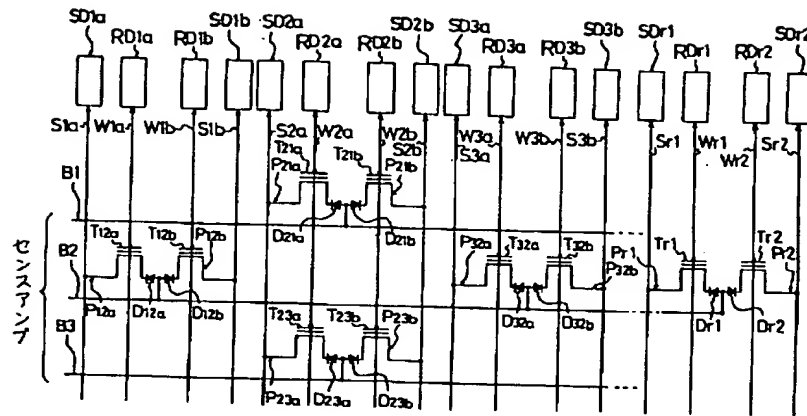 SD1a RD1a RD1b SD1b SD2a RD2a RD2b SD2b SD3a RD3a RD3b SD3b SDr1 RDr1 RDr2 SDr2
S1a W1a W1b S1b S2a W2a W2b S2b S3a W3a W3b S3b Sr1 Wr1 Wr2 Sr2
T21a T21b
P21a P21b
B1
D21a D21b
センスアンプ
T12a T12b P12b P32a T32a T32b Pr1 Tr1 Tr2 Pr2
B2
P12a D12a D12b D32a D32b P32b Dr1 Dr2
T23a T23b P23b
B3
P23a D23a D23b